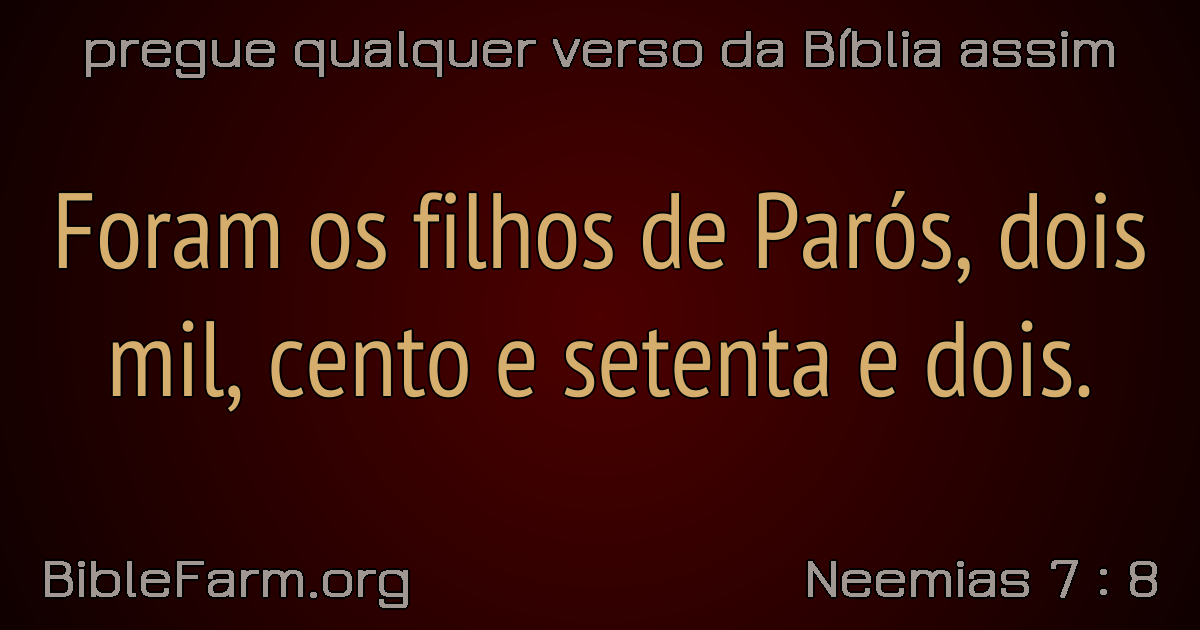 pregue qualquer verso da Bíblia assim
Foram os filhos de Parós, dois
mil, cento e setenta e dois.
BibleFarm.org
Neemias 7 : 8